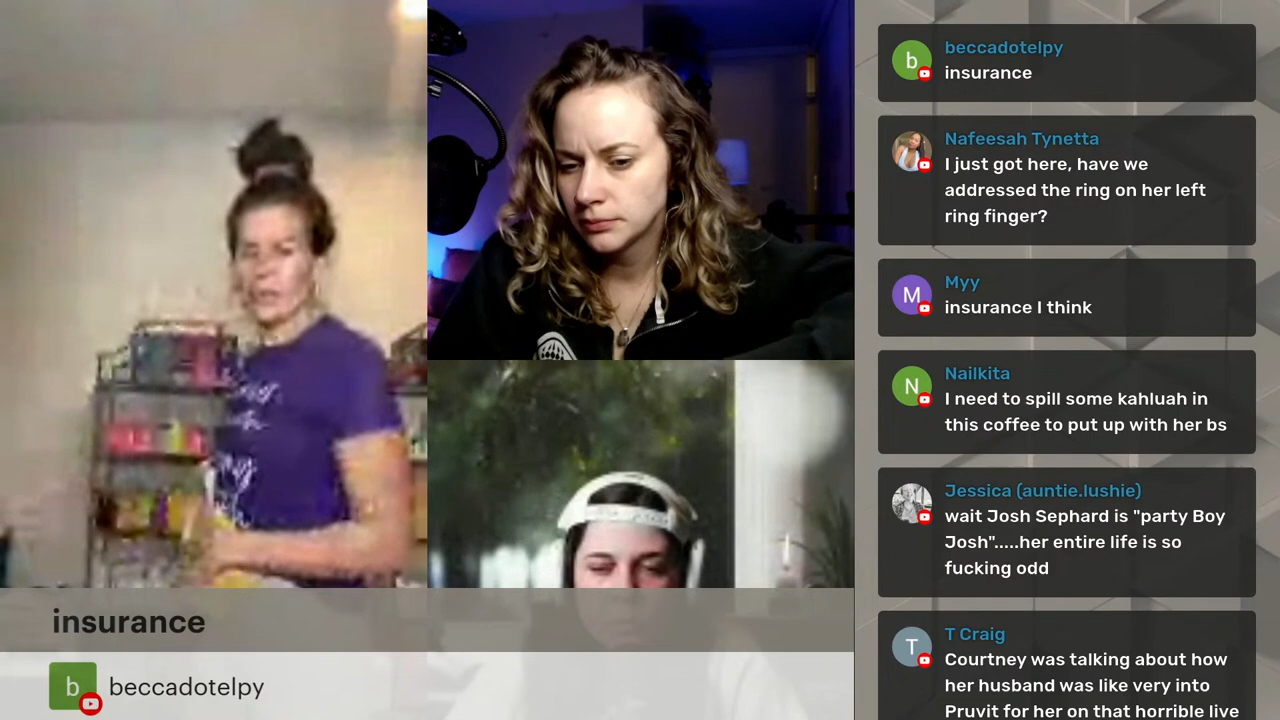 insurance
b beccadotelpy
b beccadotelpy
insurance
Nafeesah Tynetta
I just got here, have we
addressed the ring on her left
ring finger?
M Myy
insurance I think
N Nailkita
I need to spill some kahluah in
this coffee to put up with her bs
Jessica (auntie.lushie)
wait Josh Sephard is "party Boy
Josh".....her entire life is so
fucking odd
T T Craig
Courtney was talking about how
her husband was like very into
Pruvit for her on that horrible live